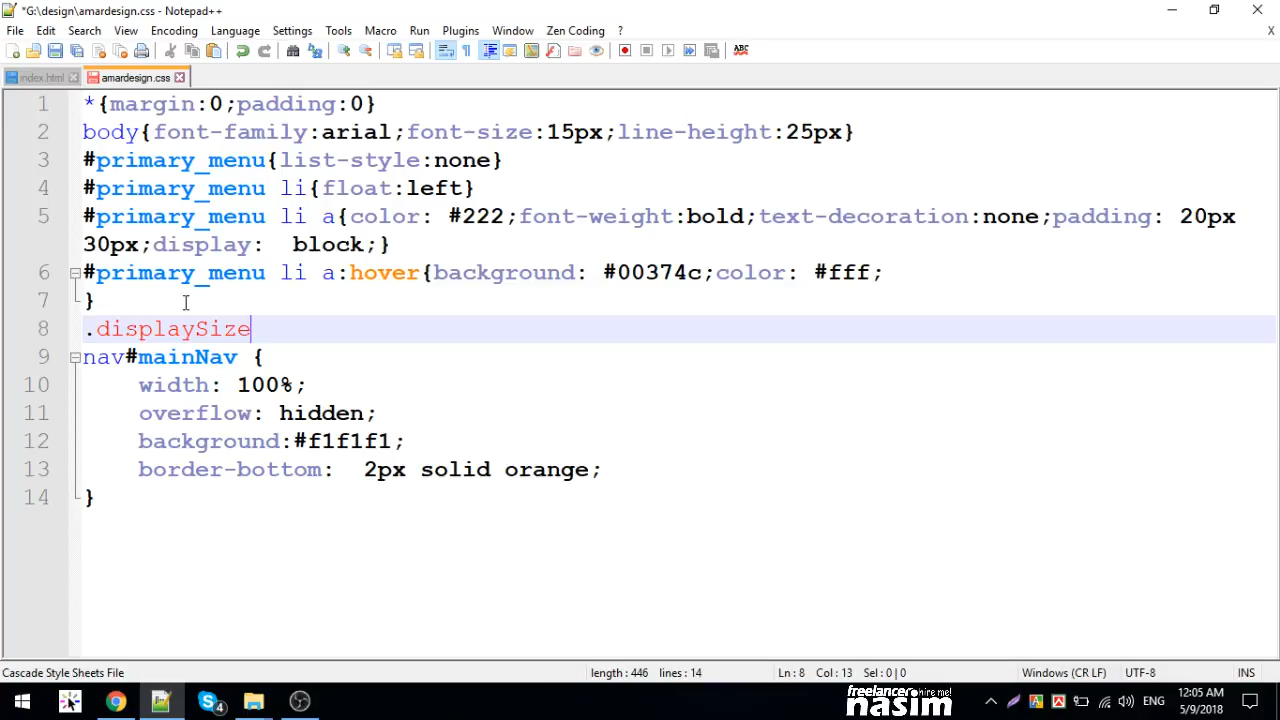 *G:\design\amardesign.css - Notepad++
File Edit Search View Encoding Language Settings Tools Macro Run Plugins Window Zen Coding ? X
ABC
index.html amardesign.css
1 *{margin:0;padding:0}
2 body{font-family:arial;font-size:15px;line-height:25px}
3 #primary_menu{list-style:none}
4 #primary_menu li{float:left}
5 #primary_menu li a{color: #222;font-weight:bold;text-decoration:none;padding: 20px
30px;display:  block;}
6 #primary_menu li a:hover{background: #00374c;color: #fff;
7 }
8 .displaySize
9 nav#mainNav {
10 width: 100%;
11 overflow: hidden;
12 background:#f1f1f1;
13 border-bottom:  2px solid orange;
14 }
Cascade Style Sheets File length : 446 lines : 14 Ln : 8 Col : 13 Sel : 0 | 0 Windows (CR LF) UTF-8 INS
4 freelancer hire me! ENG 12:05 AM
nasim 5/9/2018